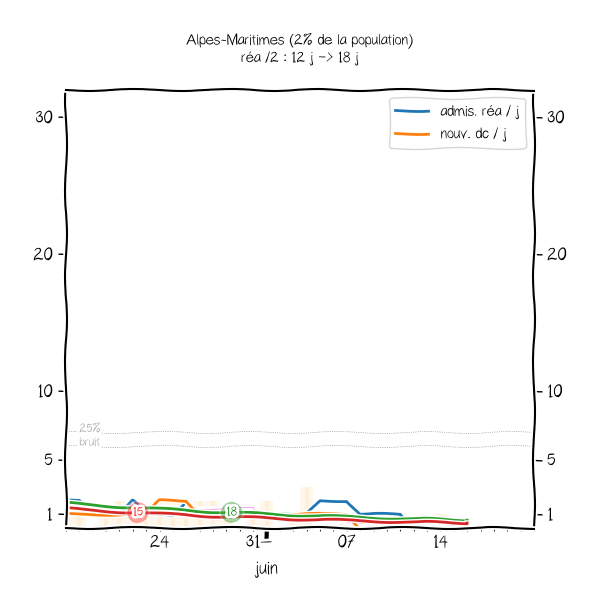 Alpes-Maritimes (2% de la population)
réa /2 : 12 j -> 18 j
admis. réa / j
nouv. dc / j
30
30
20
20
10
10
25%
bruit
5
5
15
18
1
1
24
31
07
14
juin